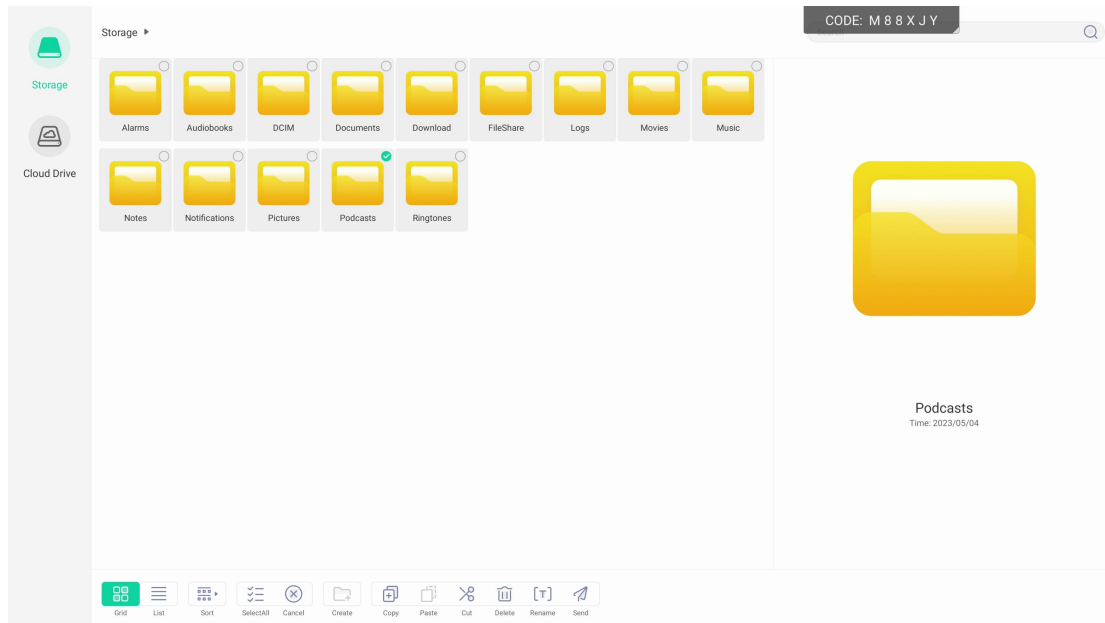 CODE: M 8 8 X J Y
Storage
Search
Storage
Cloud Drive
Alarms
Audiobooks
DCIM
Documents
Download
FileShare
Logs
Movies
Music
Notes
Notifications
Pictures
Podcasts
Ringtones
Podcasts
Time: 2023/05/04
Grid
List
Sort
SelectAll
Cancel
Create
Copy
Paste
Cut
Delete
Rename
Send